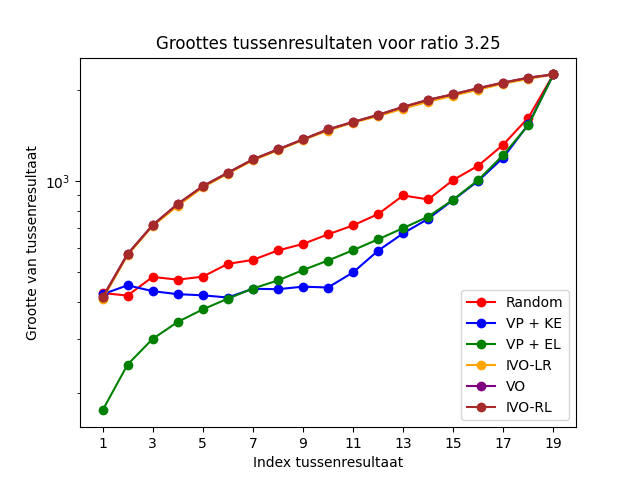 Groottes tussenresultaten voor ratio 3.25
Grootte van tussenresultaat
10³
Random
VP + KE
VP + EL
IVO-LR
VO
IVO-RL
1 3 5 7 9 11 13 15 17 19
Index tussenresultaat